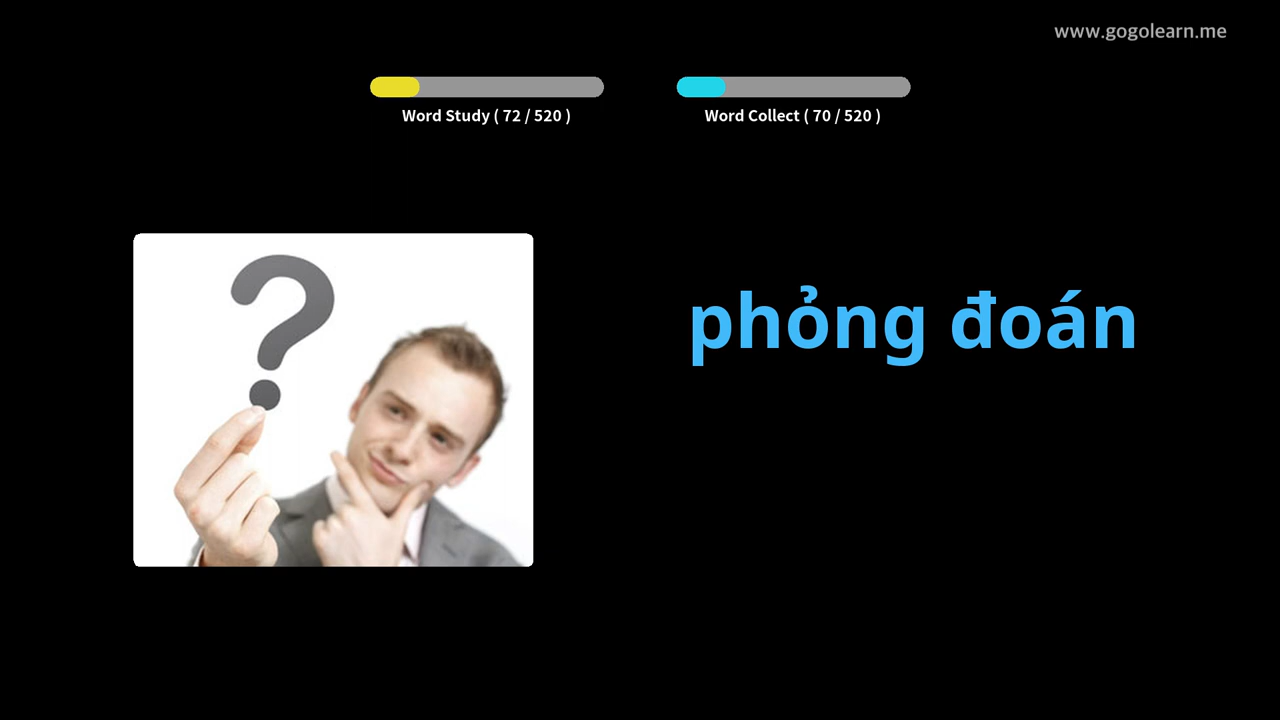 www.gogolearn.me
Word Study ( 72 / 520 )
Word Collect ( 70 / 520 )
?
phỏng đoán